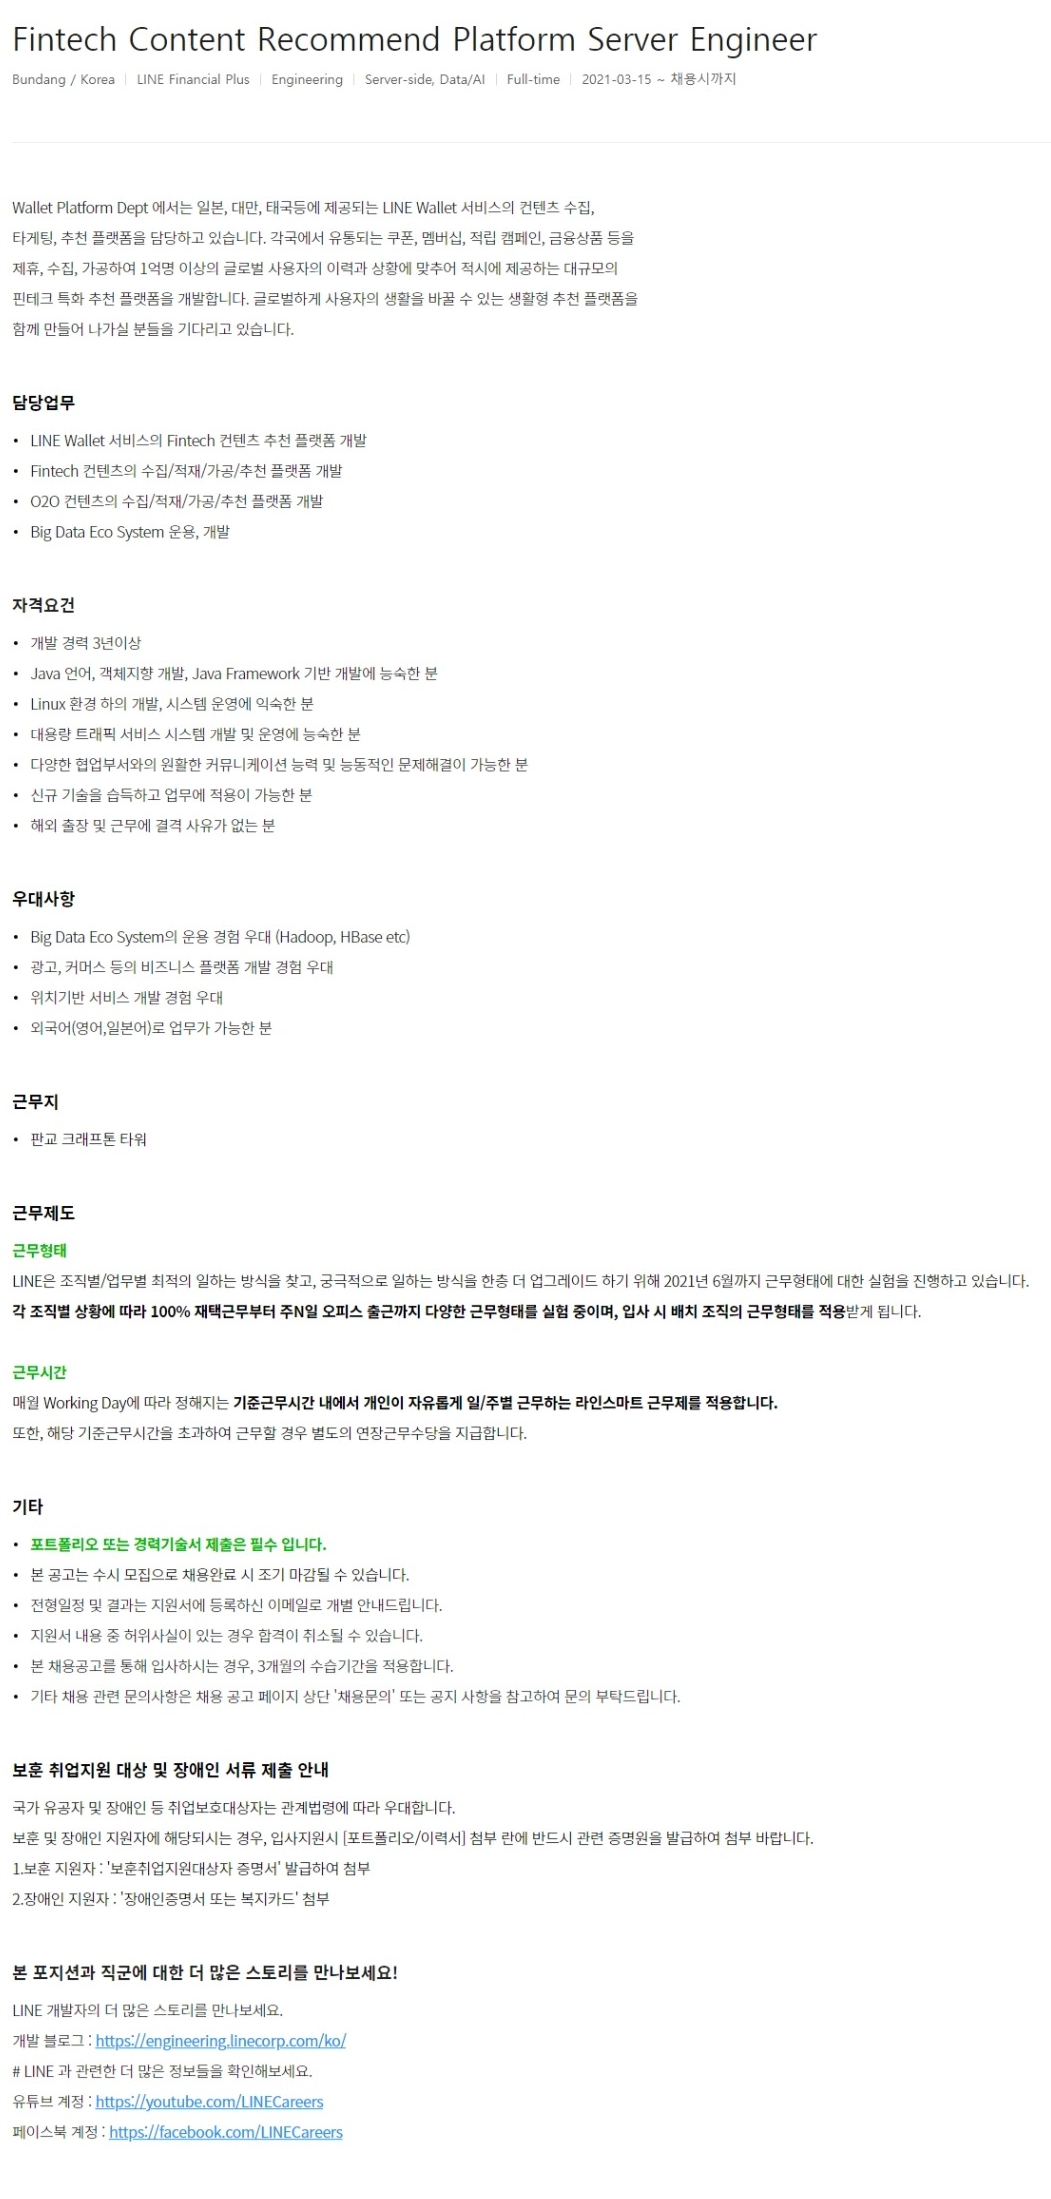 Fintech Content Recommend Platform Server Engineer
Bundang / Korea | LINE Financial Plus | Engineering | Server-side, Data/AI | Full-time | 2021-03-15 ~ 채용시까지
Wallet Platform Dept 에서는 일본, 대만, 태국등에 제공되는 LINE Wallet 서비스의 컨텐츠 수집,
타게팅, 추천 플랫폼을 담당하고 있습니다. 각국에서 유통되는 쿠폰, 멤버십, 적립 캠페인, 금융상품 등을
제휴, 수집, 가공하여 1억명 이상의 글로벌 사용자의 이력과 상황에 맞추어 적시에 제공하는 대규모의
핀테크 특화 추천 플랫폼을 개발합니다. 글로벌하게 사용자의 생활을 바꿀 수 있는 생활형 추천 플랫폼을
함께 만들어 나가실 분들을 기다리고 있습니다.
담당업무
• LINE Wallet 서비스의 Fintech 컨텐츠 추천 플랫폼 개발
• Fintech 컨텐츠의 수집/적재/가공/추천 플랫폼 개발
• O2O 컨텐츠의 수집/적재/가공/추천 플랫폼 개발
• Big Data Eco System 운용, 개발
자격요건
• 개발 경력 3년이상
• Java 언어, 객체지향 개발, Java Framework 기반 개발에 능숙한 분
• Linux 환경 하의 개발, 시스템 운영에 익숙한 분
• 대용량 트래픽 서비스 시스템 개발 및 운영에 능숙한 분
• 다양한 협업부서와의 원활한 커뮤니케이션 능력 및 능동적인 문제해결이 가능한 분
• 신규 기술을 습득하고 업무에 적용이 가능한 분
• 해외 출장 및 근무에 결격 사유가 없는 분
우대사항
• Big Data Eco System의 운용 경험 우대 (Hadoop, HBase etc)
• 광고, 커머스 등의 비즈니스 플랫폼 개발 경험 우대
• 위치기반 서비스 개발 경험 우대
• 외국어(영어,일본어)로 업무가 가능한 분
근무지
• 판교 크래프톤 타워
근무제도
근무형태
LINE은 조직별/업무별 최적의 일하는 방식을 찾고, 궁극적으로 일하는 방식을 한층 더 업그레이드 하기 위해 2021년 6월까지 근무형태에 대한 실험을 진행하고 있습니다.
각 조직별 상황에 따라 100% 재택근무부터 주N일 오피스 출근까지 다양한 근무형태를 실험 중이며, 입사 시 배치 조직의 근무형태를 적용받게 됩니다.
근무시간
매월 Working Day에 따라 정해지는 기준근무시간 내에서 개인이 자유롭게 일/주별 근무하는 라인스마트 근무제를 적용합니다.
또한, 해당 기준근무시간을 초과하여 근무할 경우 별도의 연장근무수당을 지급합니다.
기타
• 포트폴리오 또는 경력기술서 제출은 필수 입니다.
• 본 공고는 수시 모집으로 채용완료 시 조기 마감될 수 있습니다.
• 전형일정 및 결과는 지원서에 등록하신 이메일로 개별 안내드립니다.
• 지원서 내용 중 허위사실이 있는 경우 합격이 취소될 수 있습니다.
• 본 채용공고를 통해 입사하시는 경우, 3개월의 수습기간을 적용합니다.
• 기타 채용 관련 문의사항은 채용 공고 페이지 상단 '채용문의' 또는 공지 사항을 참고하여 문의 부탁드립니다.
보훈 취업지원 대상 및 장애인 서류 제출 안내
국가 유공자 및 장애인 등 취업보호대상자는 관계법령에 따라 우대합니다.
보훈 및 장애인 지원자에 해당되시는 경우, 입사지원시 [포트폴리오/이력서] 첨부 란에 반드시 관련 증명원을 발급하여 첨부 바랍니다.
1.보훈 지원자 : '보훈취업지원대상자 증명서' 발급하여 첨부
2.장애인 지원자 : '장애인증명서 또는 복지카드' 첨부
본 포지션과 직군에 대한 더 많은 스토리를 만나보세요!
LINE 개발자의 더 많은 스토리를 만나보세요.
개발 블로그 : https://engineering.linecorp.com/ko/
# LINE 과 관련한 더 많은 정보들을 확인해보세요.
유튜브 계정 : https://youtube.com/LINECareers
페이스북 계정 : https://facebook.com/LINECareers